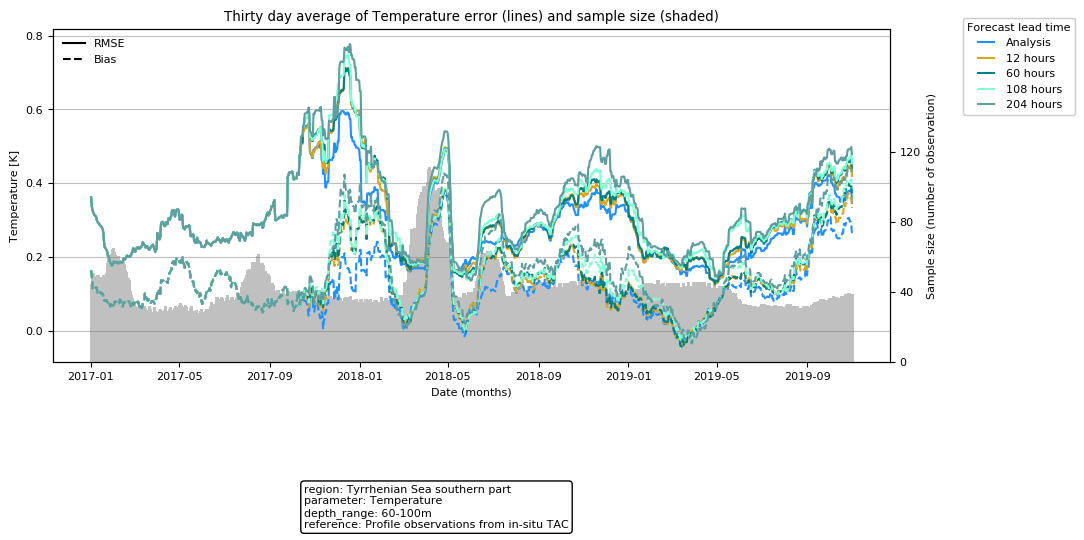 Thirty day average of Temperature error (lines) and sample size (shaded)
RMSE
Bias
Forecast lead time
Analysis
12 hours
60 hours
108 hours
204 hours
Temperature [K]
0.8
0.6
0.4
0.2
0.0
Sample size (number of observation)
120
80
40
0
2017-01 2017-05 2017-09 2018-01 2018-05 2018-09 2019-01 2019-05 2019-09
Date (months)
region: Tyrrhenian Sea southern part
parameter: Temperature
depth_range: 60-100m
reference: Profile observations from in-situ TAC